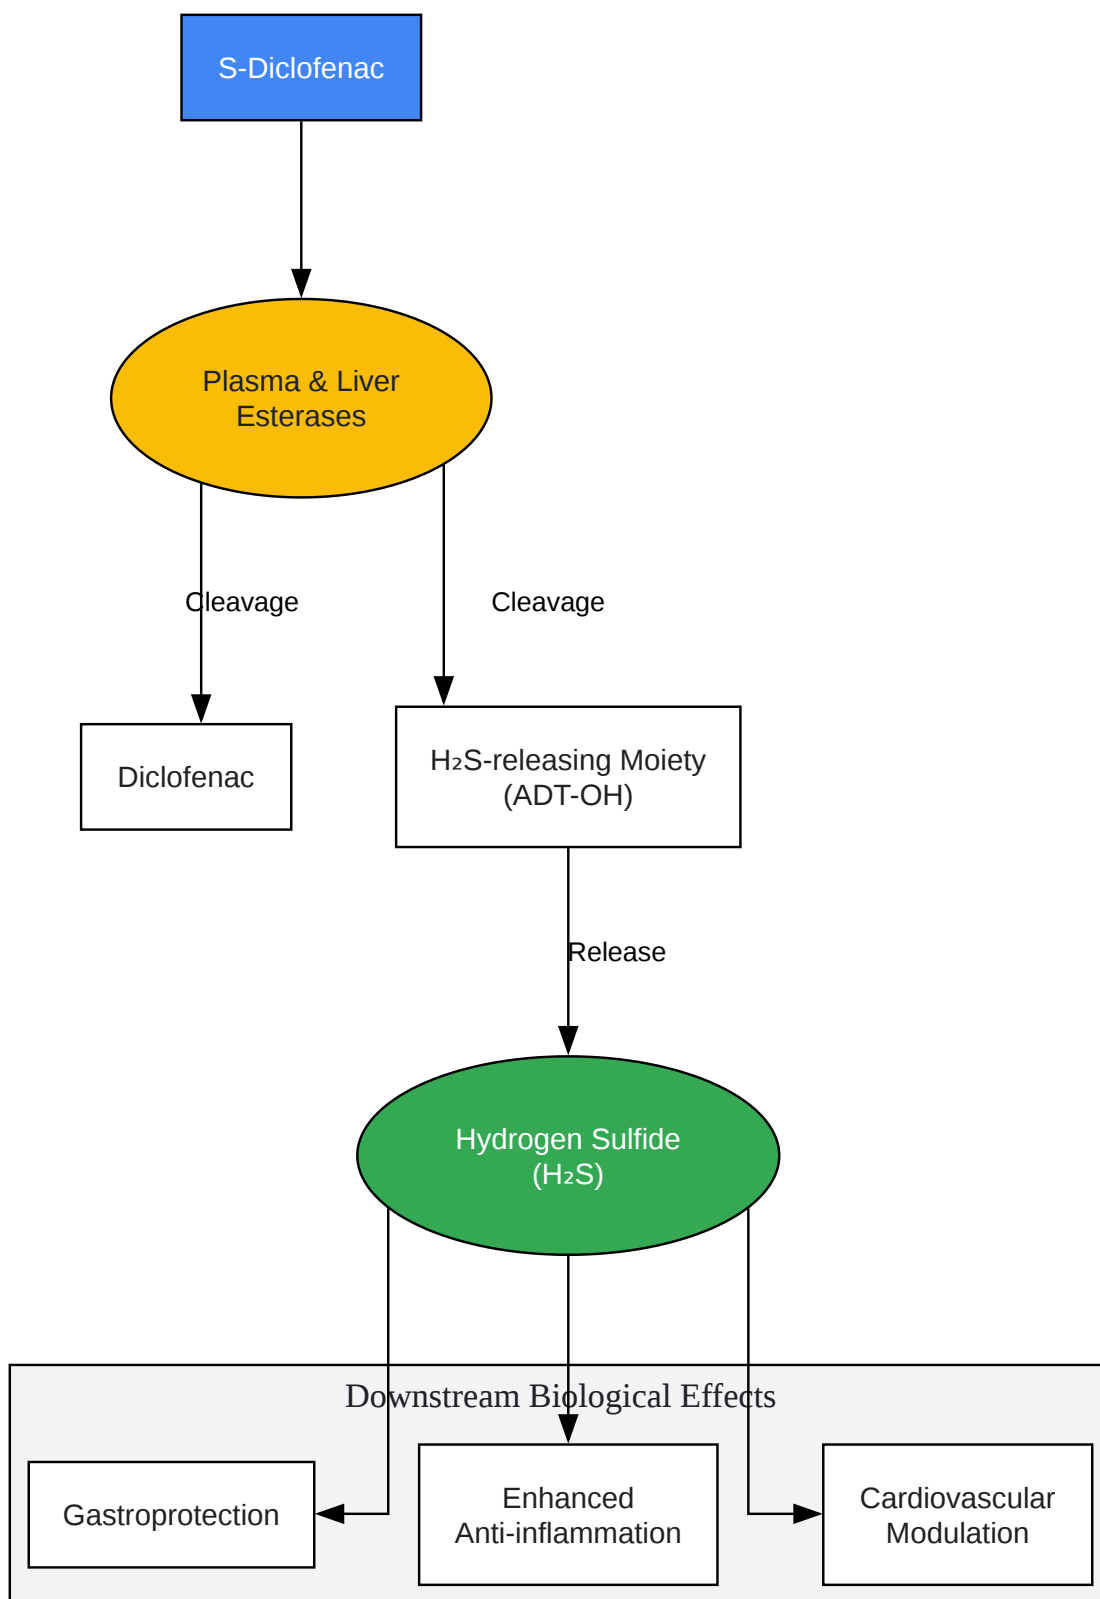 S-Diclofenac
Plasma & Liver
Esterases
Cleavage
Cleavage
Diclofenac
H₂S-releasing Moiety
(ADT-OH)
Release
Hydrogen Sulfide
(H₂S)
Downstream Biological Effects
Gastroprotection
Enhanced
Anti-inflammation
Cardiovascular
Modulation